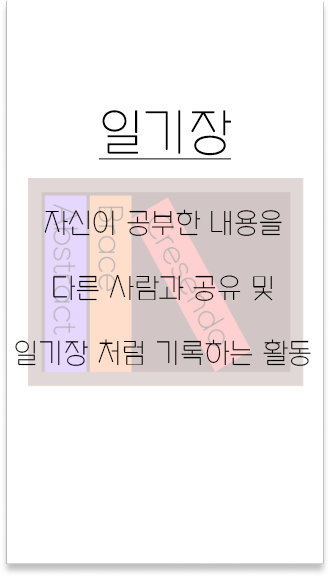 일기장
자신이 공부한 내용을
다른 사람과 공유 및
일기장 처럼 기록하는 활동
Abstract
Peace
Crescendo